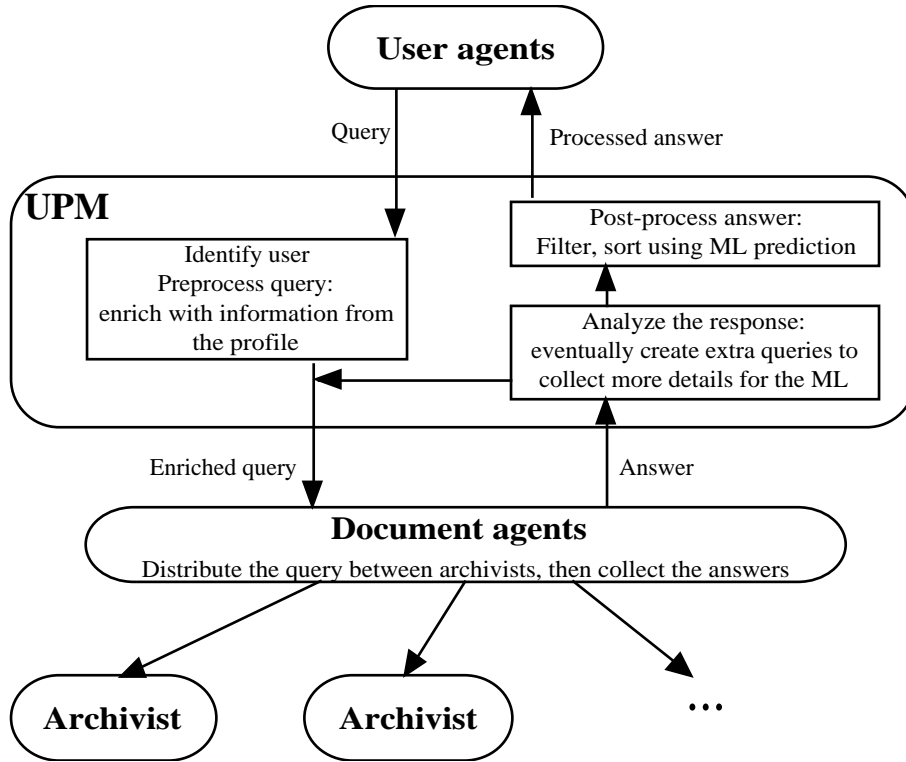 User agents
Query
Processed answer
UPM
Identify user
Preprocess query:
enrich with information from
the profile
Post-process answer:
Filter, sort using ML prediction
Analyze the response:
eventually create extra queries to
collect more details for the ML
Enriched query
Answer
Document agents
Distribute the query between archivists, then collect the answers
Archivist
Archivist
...